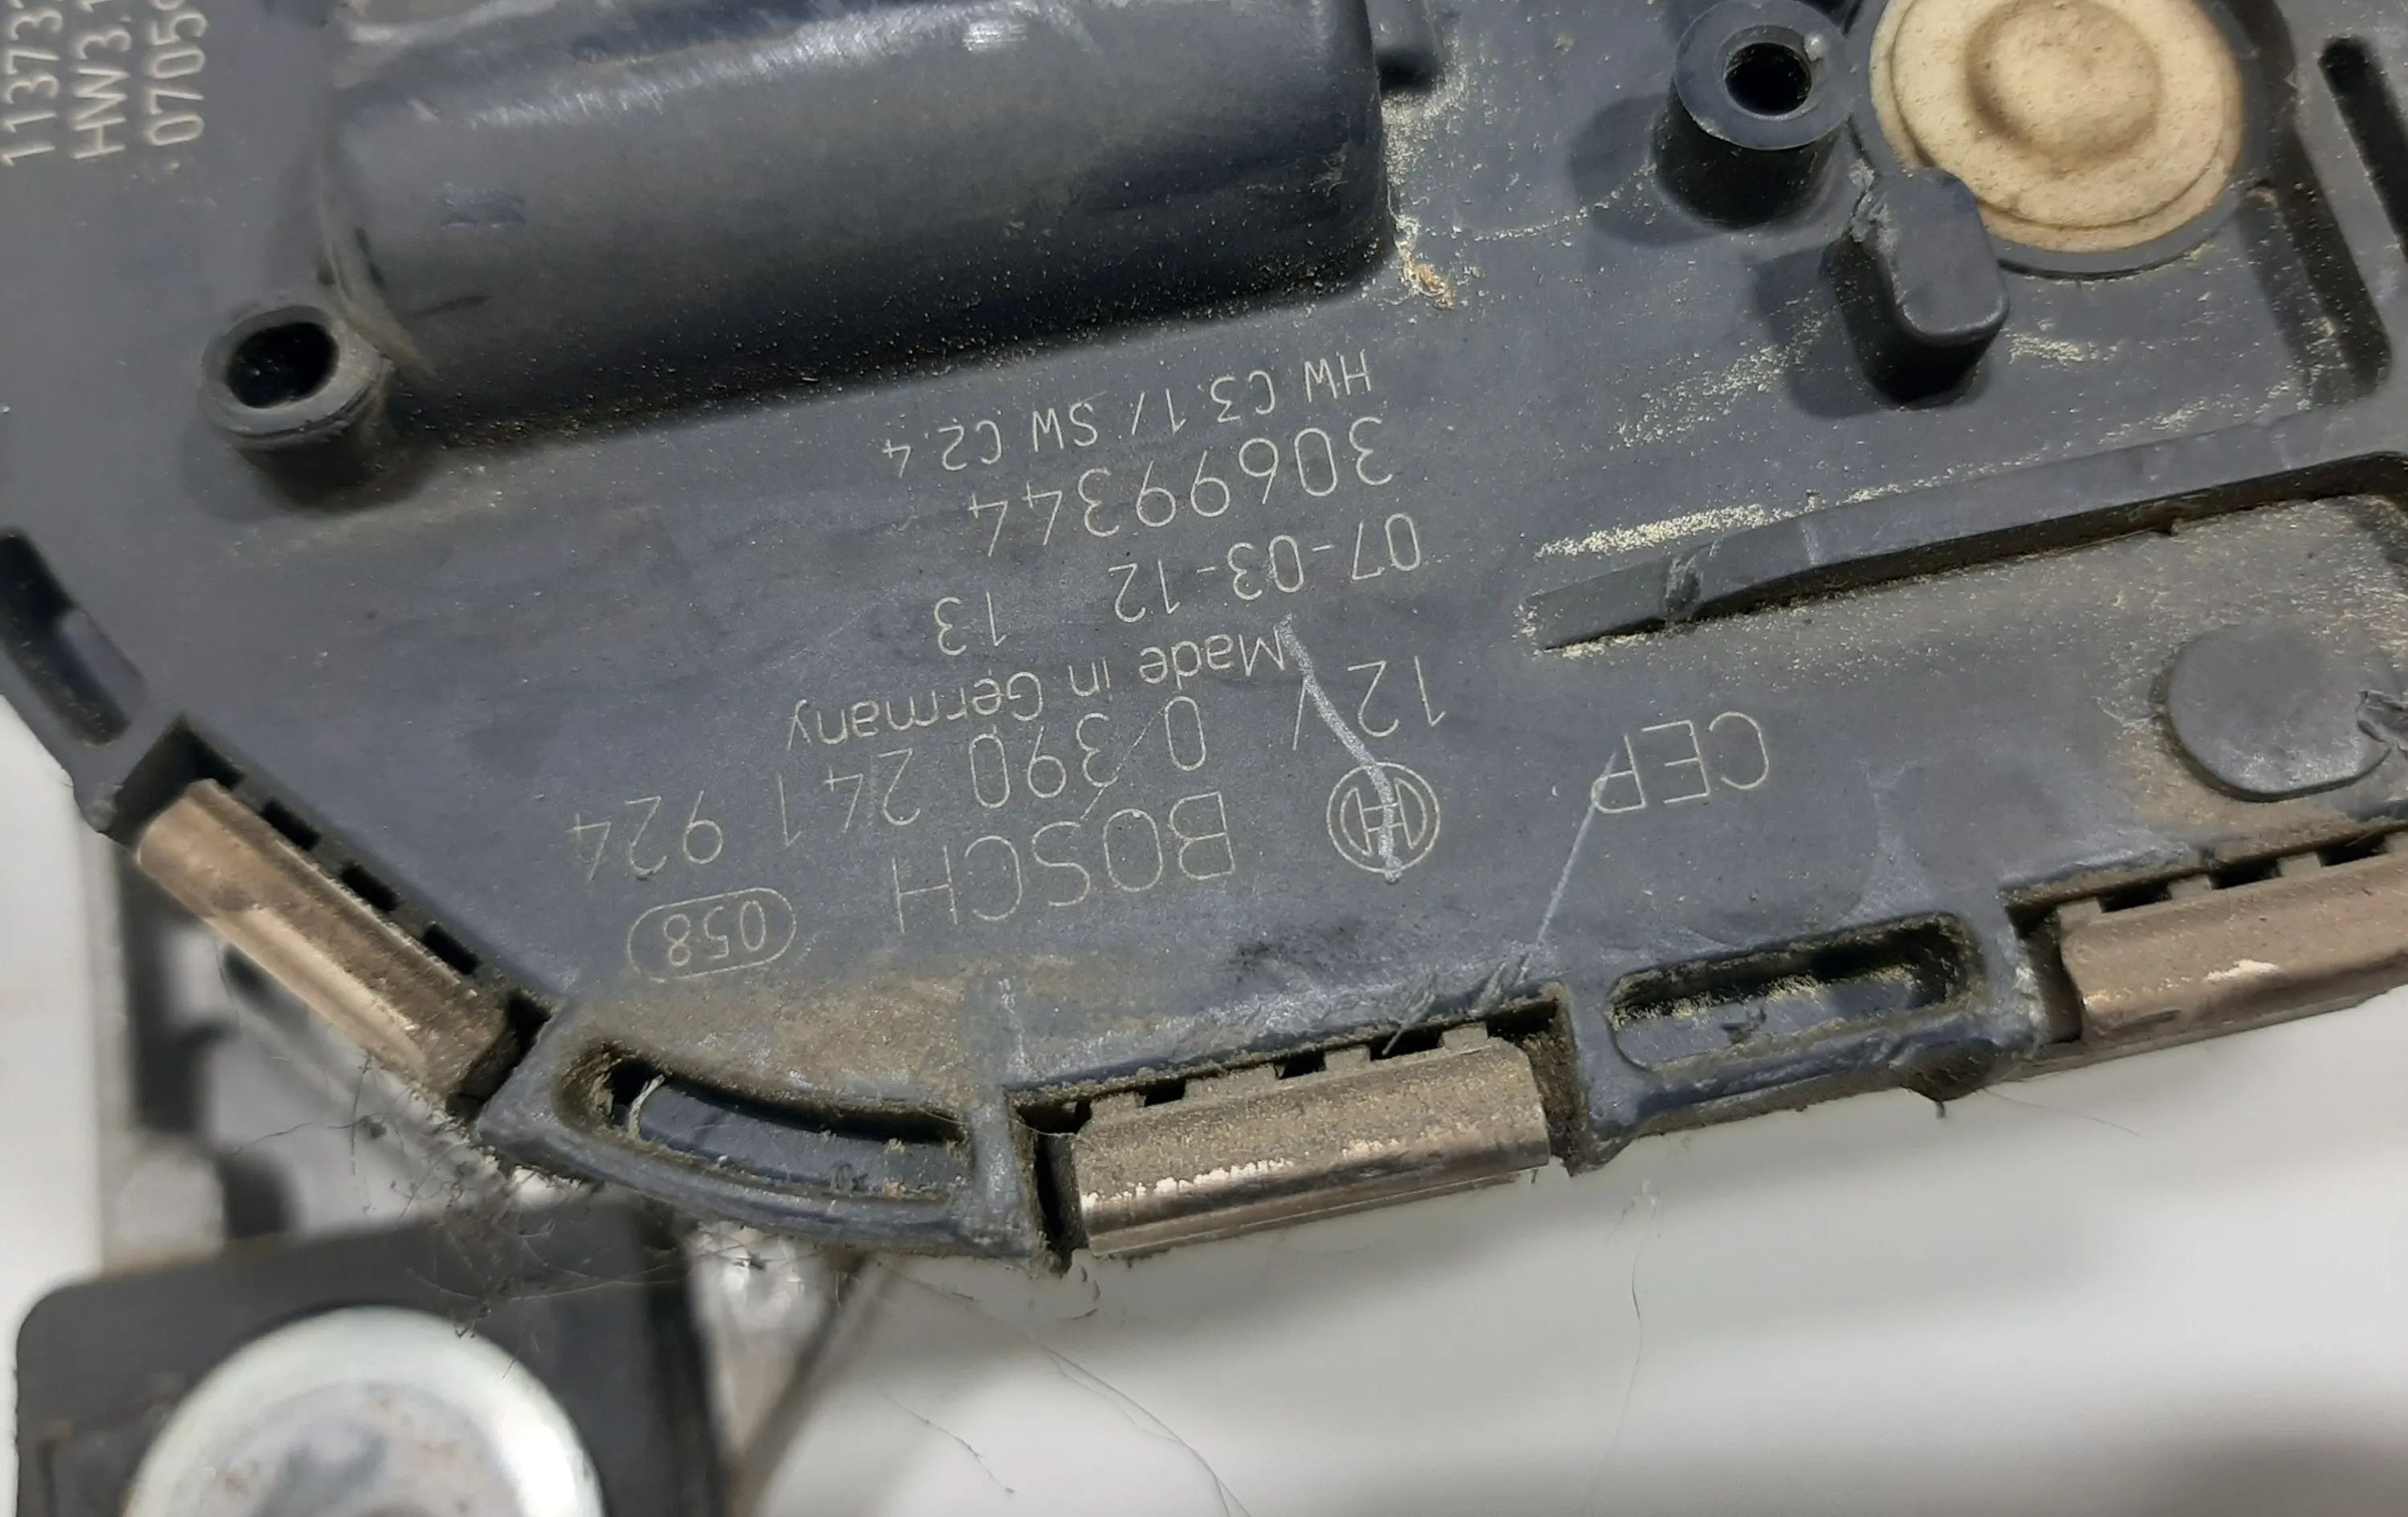 CEP
BOSCH 058
12 V 0 390 241 924
Made in Germany
07-03-12 13
30699344
HW C3.1/ SW C2.4